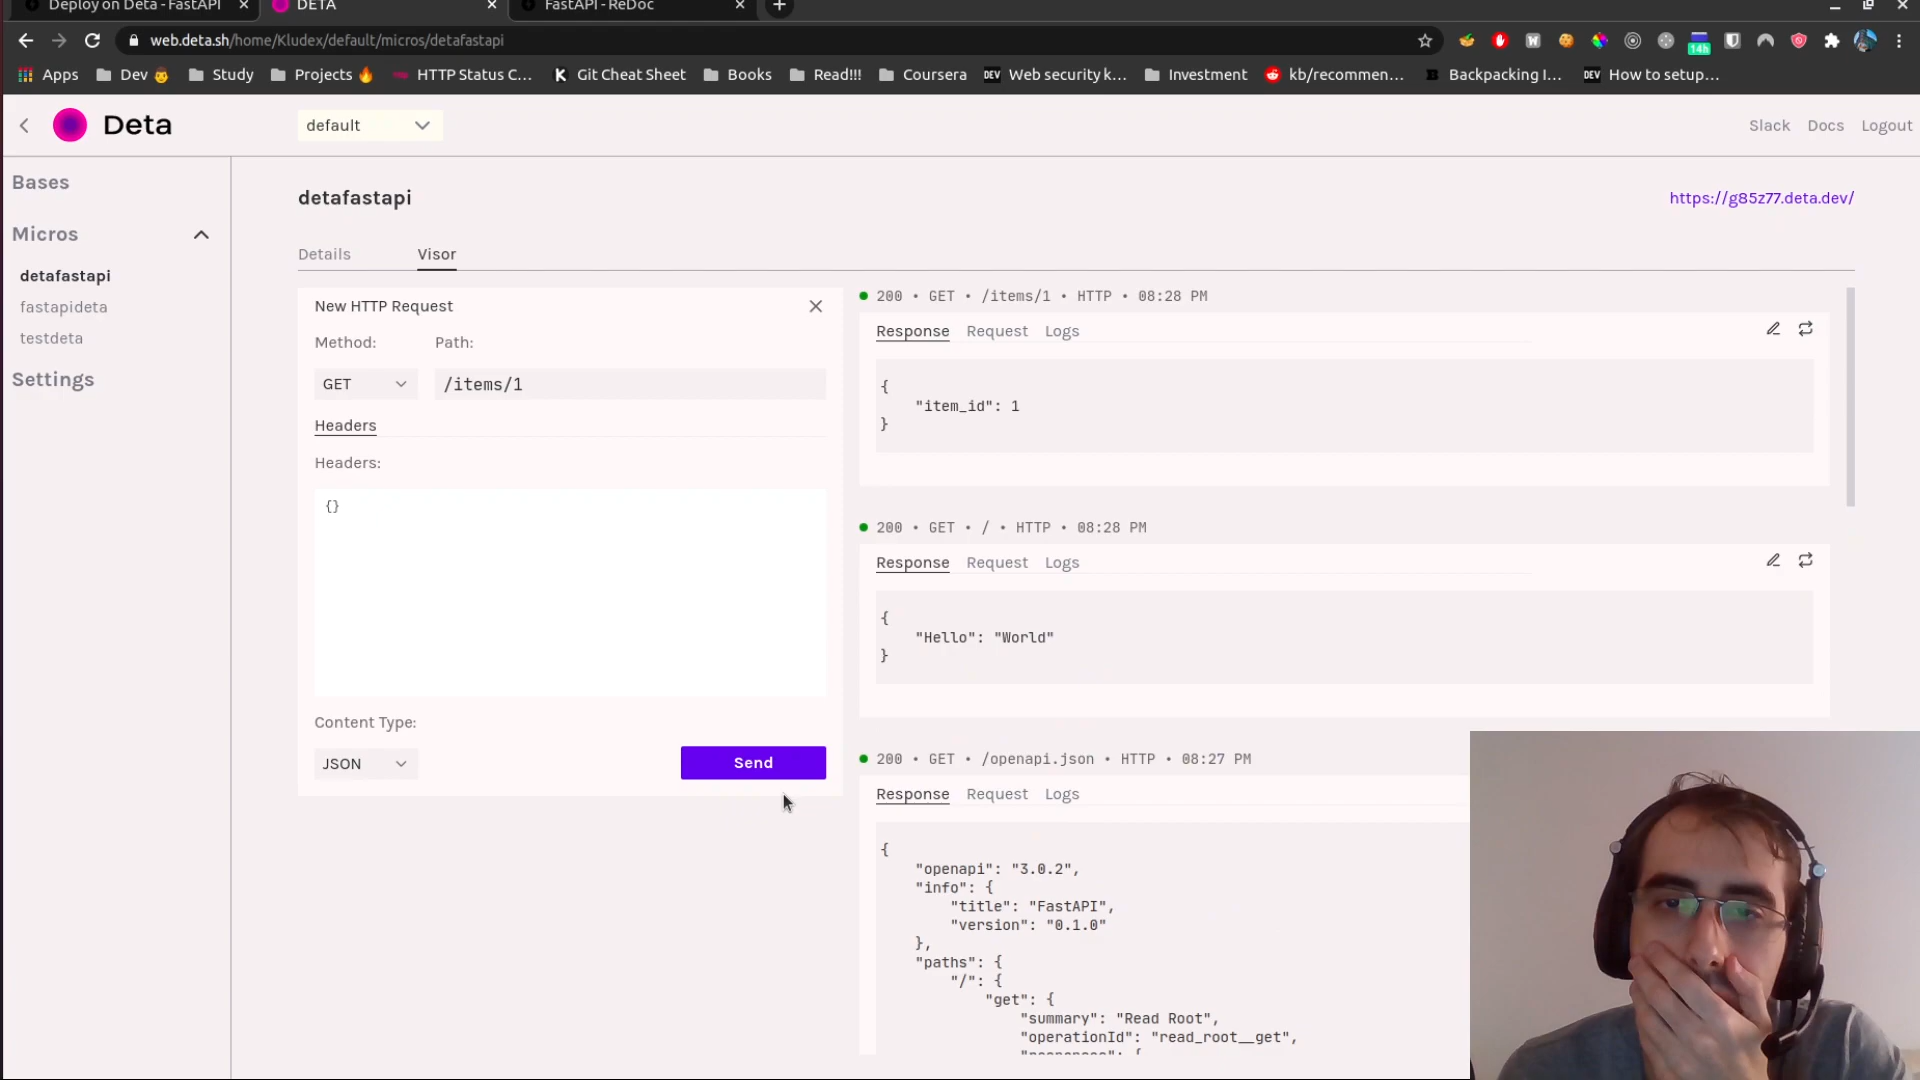 Deploy on Deta - FastAPI
DETA
FastAPI - ReDoc
web.deta.sh/home/Kludex/default/micros/detafastapi
14h
Apps
Dev
Study
Projects
HTTP Status C...
K Git Cheat Sheet
Books
Read!!!
Coursera
DEV Web security k...
Investment
kb/recommen...
Backpacking I...
DEV How to setup...
Deta
default
Slack
Docs
Logout
Bases
Micros
detafastapi
fastapideta
testdeta
Settings
detafastapi
https://g85z77.deta.dev/
Details
Visor
New HTTP Request
Method:
Path:
GET
/items/1
Headers
Headers:
{}
Content Type:
JSON
Send
200 • GET • /items/1 • HTTP • 08:28 PM
Response Request Logs
{
"item_id": 1
}
200 • GET • / • HTTP • 08:28 PM
Response Request Logs
{
"Hello": "World"
}
200 • GET • /openapi.json • HTTP • 08:27 PM
Response Request Logs
{
"openapi": "3.0.2",
"info": {
"title": "FastAPI",
"version": "0.1.0"
},
"paths": {
"/": {
"get": {
"summary": "Read Root",
"operationId": "read_root__get",